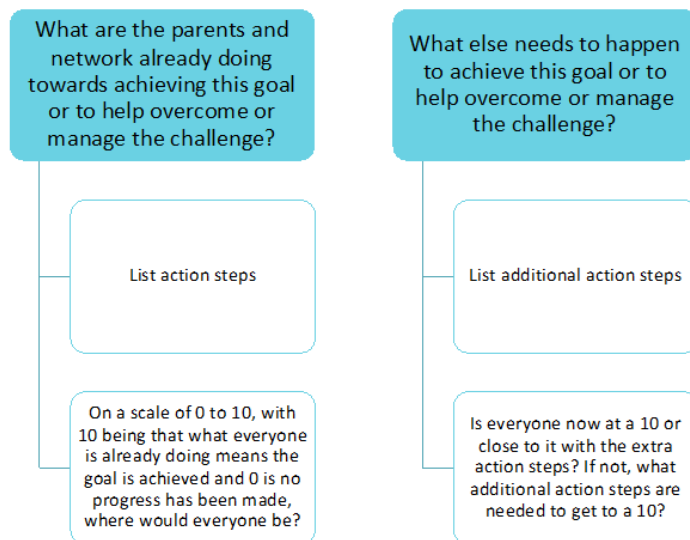 What are the parents and
network already doing
towards achieving this goal
or to help overcome or
manage the challenge?
List action steps
On a scale of 0 to 10, with
10 being that what everyone
is already doing means the
goal is achieved and 0 is no
progress has been made,
where would everyone be?
What else needs to happen
to achieve this goal or to
help overcome or manage
the challenge?
List additional action steps
Is everyone now at a 10 or
close to it with the extra
action steps? If not, what
additional action steps are
needed to get to a 10?